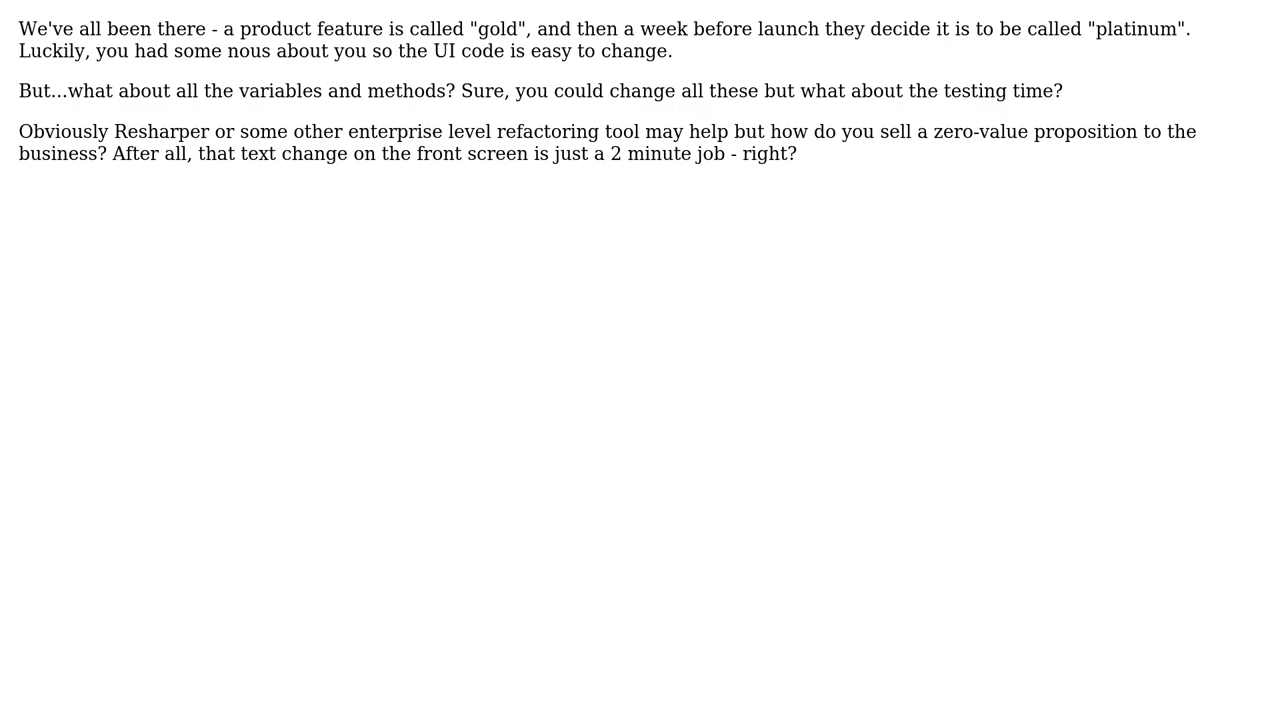 We've all been there - a product feature is called "gold", and then a week before launch they decide it is to be called "platinum".
Luckily, you had some nous about you so the UI code is easy to change.
But...what about all the variables and methods? Sure, you could change all these but what about the testing time?
Obviously Resharper or some other enterprise level refactoring tool may help but how do you sell a zero-value proposition to the
business? After all, that text change on the front screen is just a 2 minute job - right?